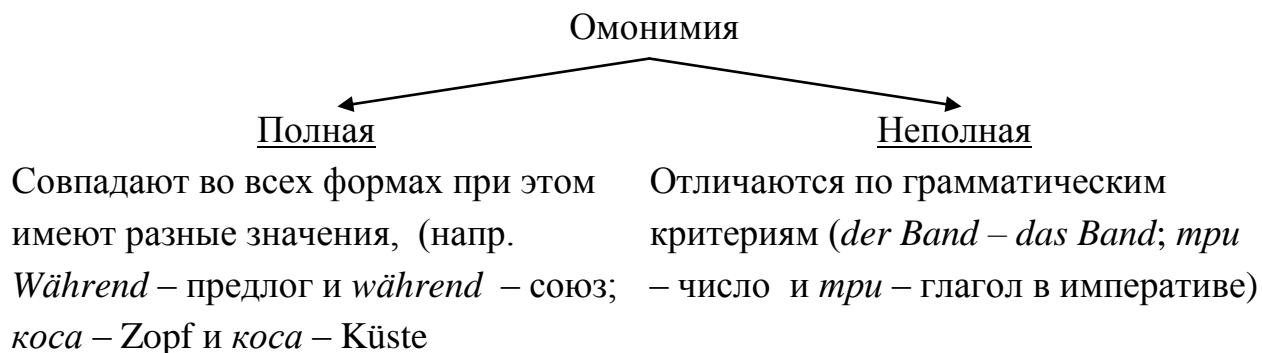 Омонимия
Полная
Совпадают во всех формах при этом
имеют разные значения, (напр.
Während – предлог и während – союз;
коса – Zopf и коса – Küste
Неполная
Отличаются по грамматическим
критериям (der Band – das Band; три
– число и три – глагол в императиве)